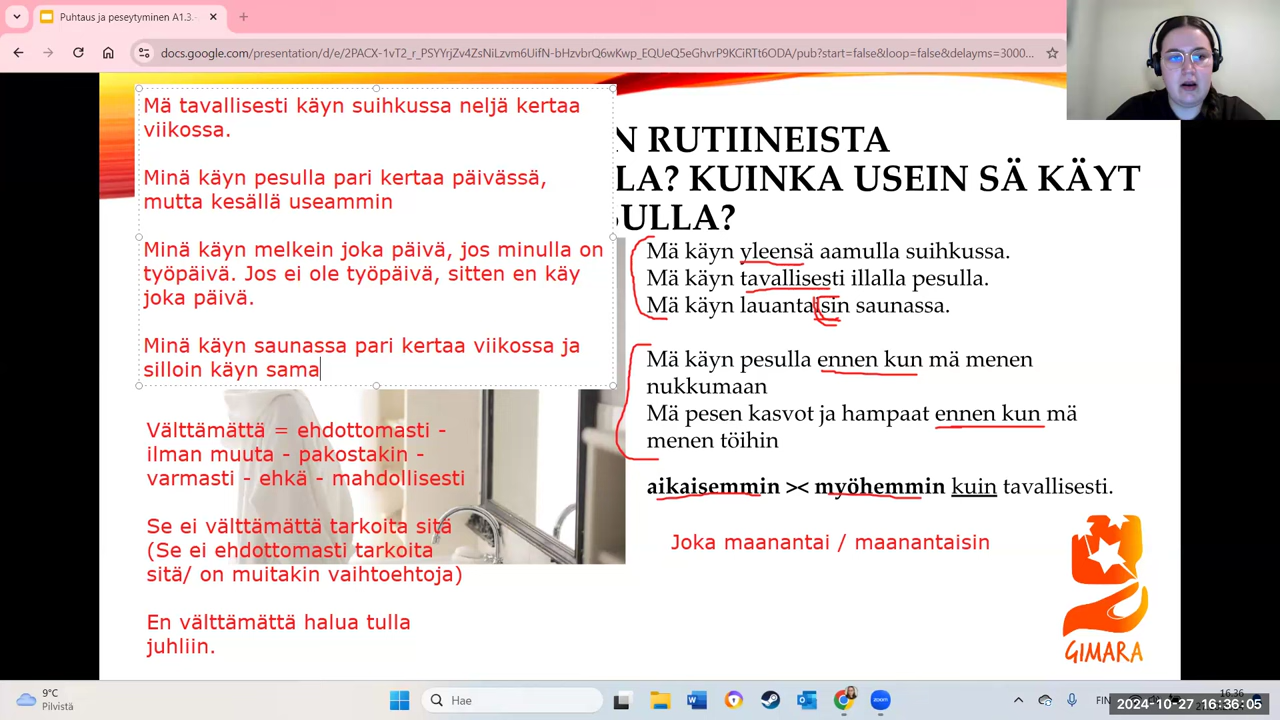 Puhtaus ja peseytyminen A1.3.
docs.google.com/presentation/d/e/2PACX-1vT2_r_PSYYrjZv4ZsNiLzvm6UifN-bHzvbrQ6wKwp_EQUeQ5eGhvrP9KCiRTt6ODA/pub?start=false&loop=false&delayms=3000...
Mä tavallisesti käyn suihkussa neljä kertaa
viikossa.
Minä käyn pesulla pari kertaa päivässä,
mutta kesällä useammin
Minä käyn melkein joka päivä, jos minulla on
työpäivä. Jos ei ole työpäivä, sitten en käy
joka päivä.
Minä käyn saunassa pari kertaa viikossa ja
silloin käyn sama
N RUTIINEISTA
LLA? KUINKA USEIN SÄ KÄYT
ULLA?
Mä käyn yleensä aamulla suihkussa.
Mä käyn tavallisesti illalla pesulla.
Mä käyn lauantaisin saunassa.
Mä käyn pesulla ennen kun mä menen
nukkumaan
Mä pesen kasvot ja hampaat ennen kun mä
menen töihin
aikaisemmin >< myöhemmin kuin tavallisesti.
Joka maanantai / maanantaisin
Välttämättä = ehdottomasti -
ilman muuta - pakostakin -
varmasti - ehkä - mahdollisesti
Se ei välttämättä tarkoita sitä
(Se ei ehdottomasti tarkoita
sitä/ on muitakin vaihtoehtoja)
En välttämättä halua tulla
juhliin.
GIMARA
9°C
Pilvistä
Hae
zoom
FIN
16.36
2024-10-27 16:36:05